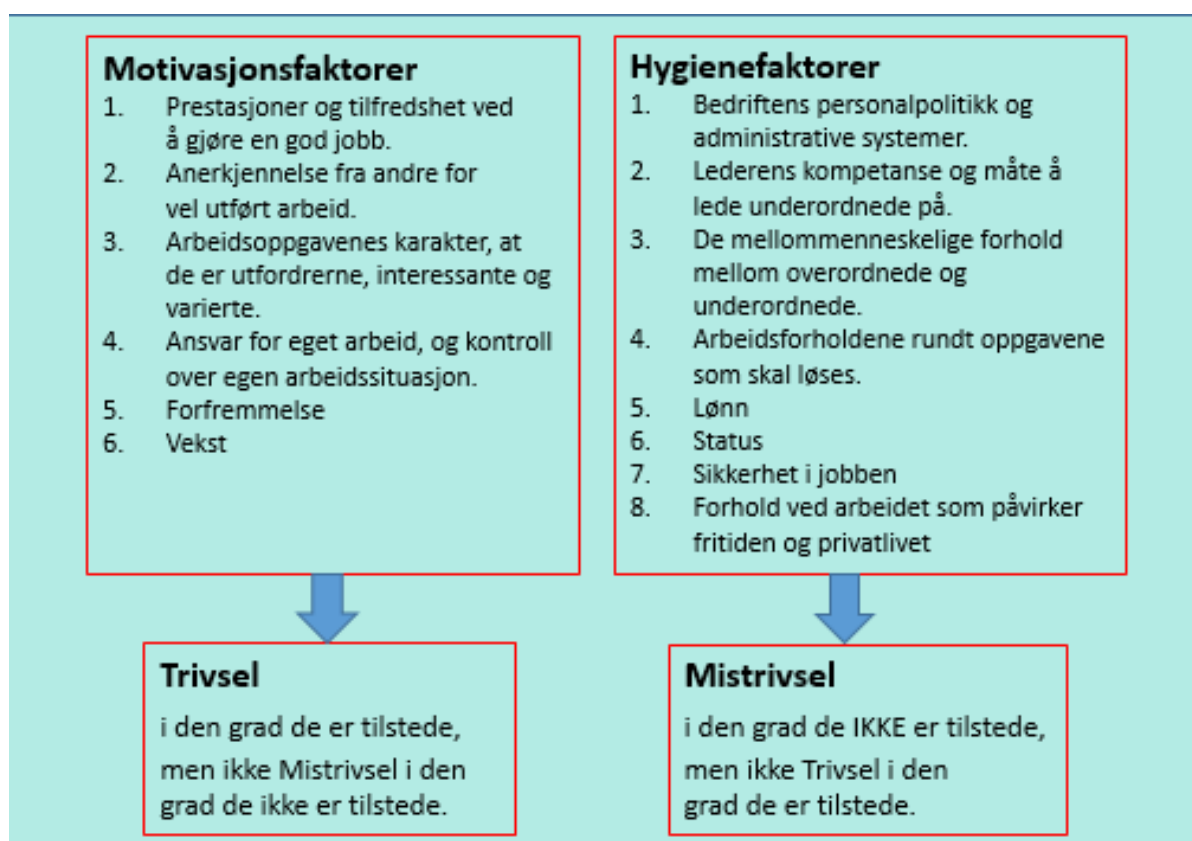 Motivasjonsfaktorer
1. Prestasjoner og tilfredshet ved
å gjøre en god jobb.
2. Anerkjennelse fra andre for
vel utført arbeid.
3. Arbeidsoppgavenes karakter, at
de er utfordrerne, interessante og
varierte.
4. Ansvar for eget arbeid, og kontroll
over egen arbeidssituasjon.
5. Forfremmelse
6. Vekst
Hygienefaktorer
1. Bedriftens personalpolitikk og
administrative systemer.
2. Lederens kompetanse og måte å
lede underordnede på.
3. De mellommenneskelige forhold
mellom overordnede og
underordnede.
4. Arbeidsforholdene rundt oppgavene
som skal løses.
5. Lønn
6. Status
7. Sikkerhet i jobben
8. Forhold ved arbeidet som påvirker
fritiden og privatlivet
Trivsel
i den grad de er tilstede,
men ikke Mistrivsel i den
grad de ikke er tilstede.
Mistrivsel
i den grad de IKKE er tilstede,
men ikke Trivsel i den
grad de er tilstede.